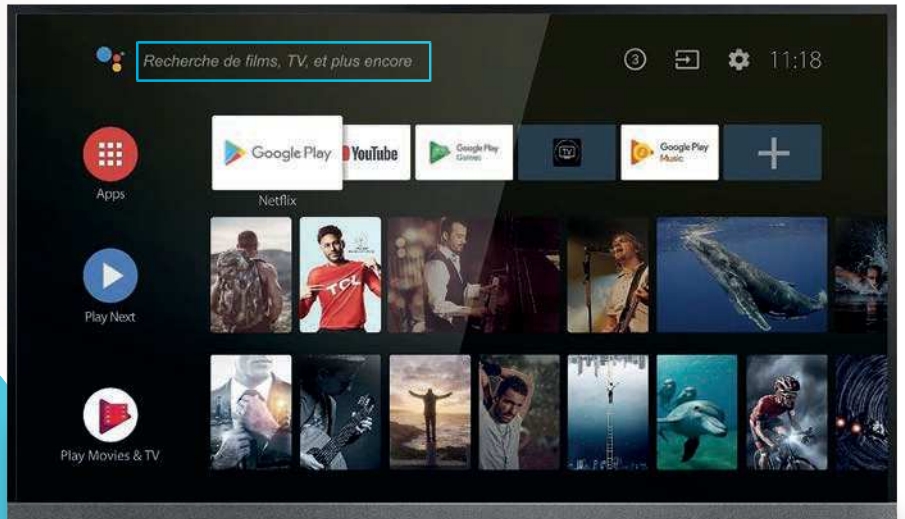 Recherche de films, TV, et plus encore
3
11:18
Google Play
YouTube
Google Play
Games
TV
Google Play
Music
Netflix
Apps
TCL
Play Next
Play Movies & TV